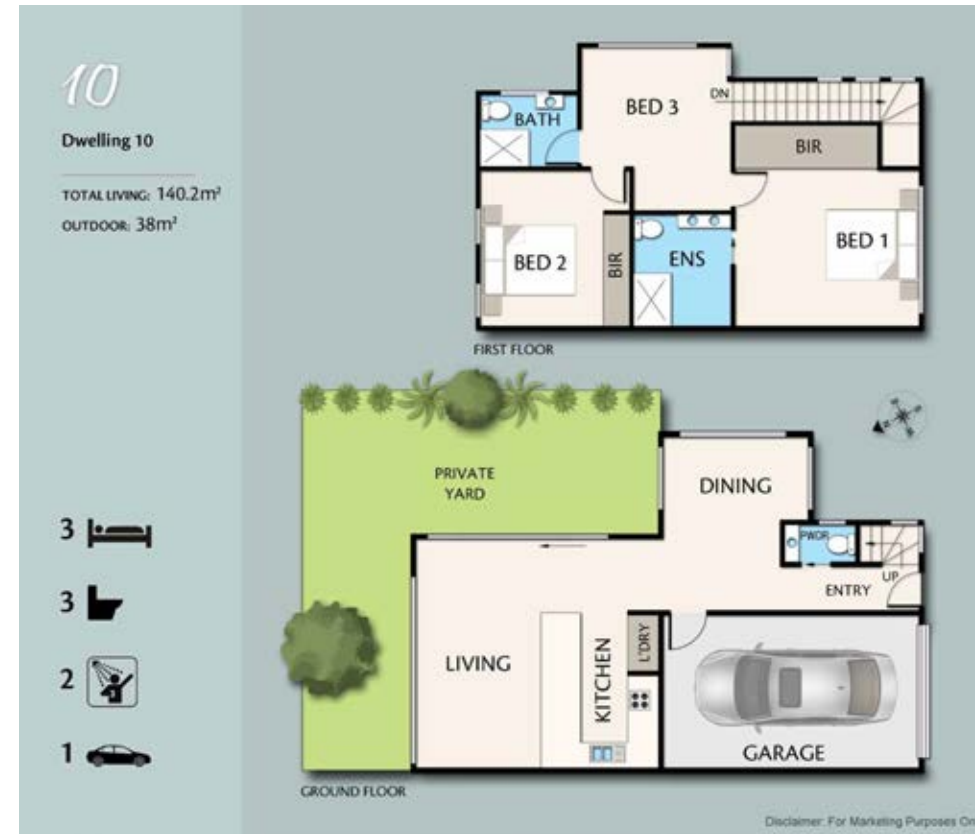 10
Dwelling 10
TOTAL LIVING: 140.2m²
OUTDOOR: 38m²
3
3
2
1
BED 3
DN
BATH
BIR
BED 2
BIR
ENS
BED 1
FIRST FLOOR
PRIVATE
YARD
DINING
PWDR
UP
ENTRY
LIVING
KITCHEN
L'DRY
GARAGE
GROUND FLOOR
Disclaimer: For Marketing Purposes On